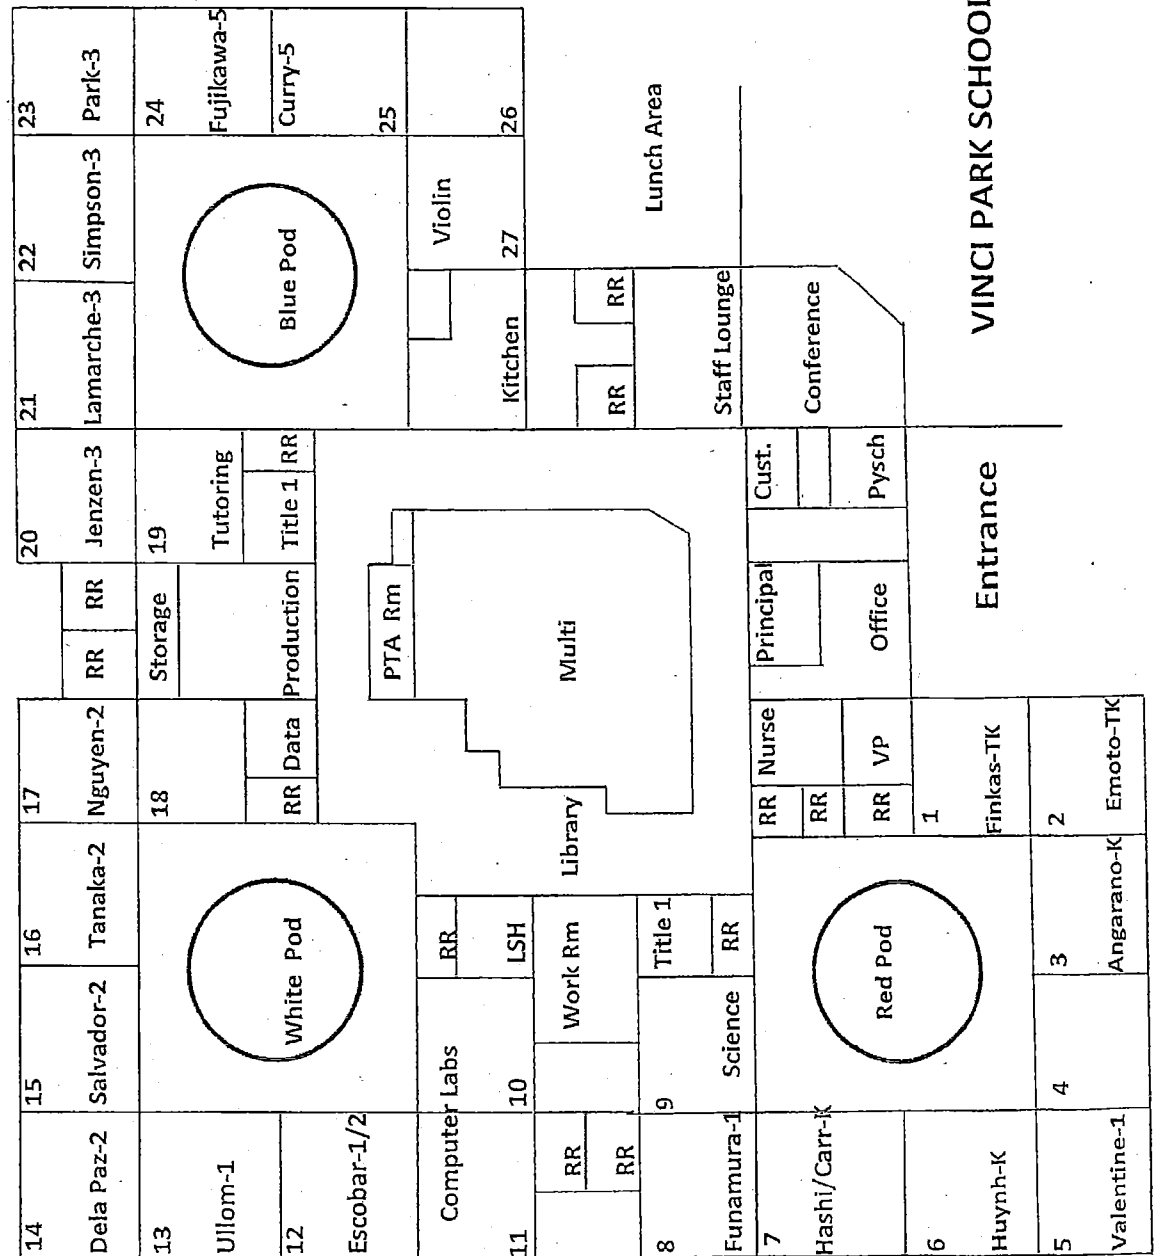 14
Dela Paz-2
15
Salvador-2
16
Tanaka-2
17
Nguyen-2
RR
RR
20
Jenzen-3
21
Lamarche-3
22
Simpson-3
23
Park-3
13
Ullom-1
12
Escobar-1/2
White Pod
18
RR
Data
Storage
Production
19
Tutoring
Title 1
RR
Blue Pod
24
Fujikawa-5
Curry-5
25
Computer Labs
11
10
RR
LSH
Library
PTA Rm
Multi
Kitchen
Violin
27
26
RR
RR
Work Rm
RR
RR
Staff Lounge
Lunch Area
8
Funamura-1
9
Science
Title 1
RR
7
Hashi/Carr-K
Red Pod
RR
RR
RR
Nurse
VP
Principal
Office
Cust.
Pysch
Conference
6
Huynh-K
1
Finkas-TK
Entrance
VINCI PARK SCHOOL
5
Valentine-1
4
3
Angarano-K
2
Emoto-TK